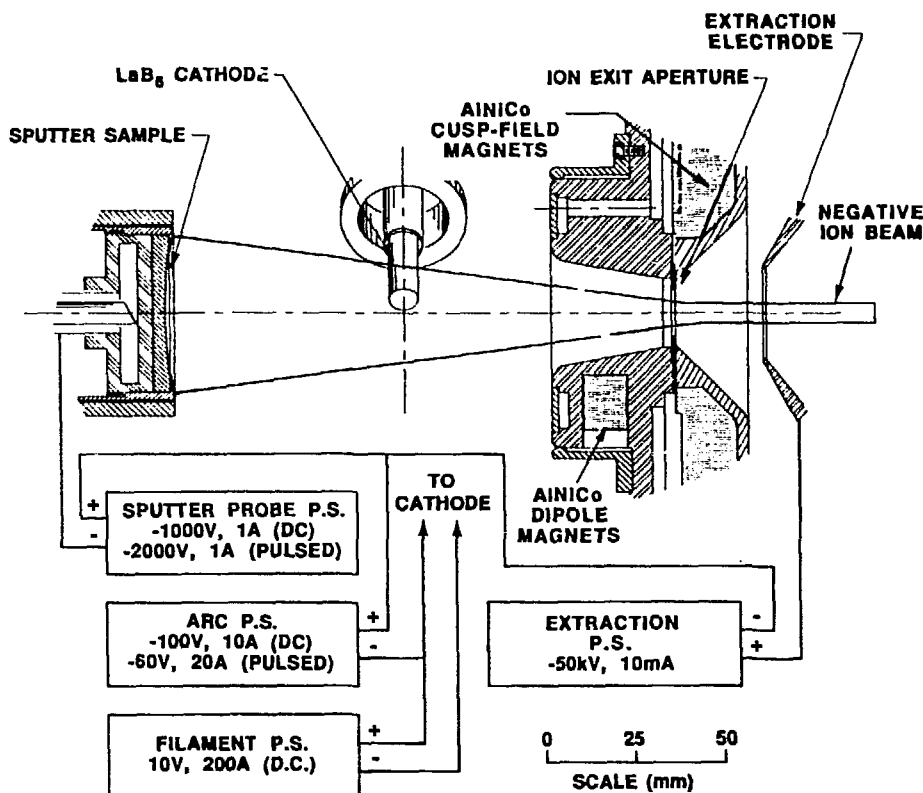 EXTRACTION
ELECTRODE
LaB6 CATHODE
ION EXIT APERTURE
SPUTTER SAMPLE
AlNiCo
CUSP-FIELD
MAGNETS
NEGATIVE
ION BEAM
TO
CATHODE
AlNiCo
DIPOLE
MAGNETS
+
-
SPUTTER PROBE P.S.
-1000V, 1A (DC)
-2000V, 1A (PULSED)
ARC P.S.
-100V, 10A (DC)
-60V, 20A (PULSED)
+
-
EXTRACTION
P.S.
-50kV, 10mA
-
+
FILAMENT P.S.
10V, 200A (D.C.)
+
-
0 25 50
SCALE (mm)